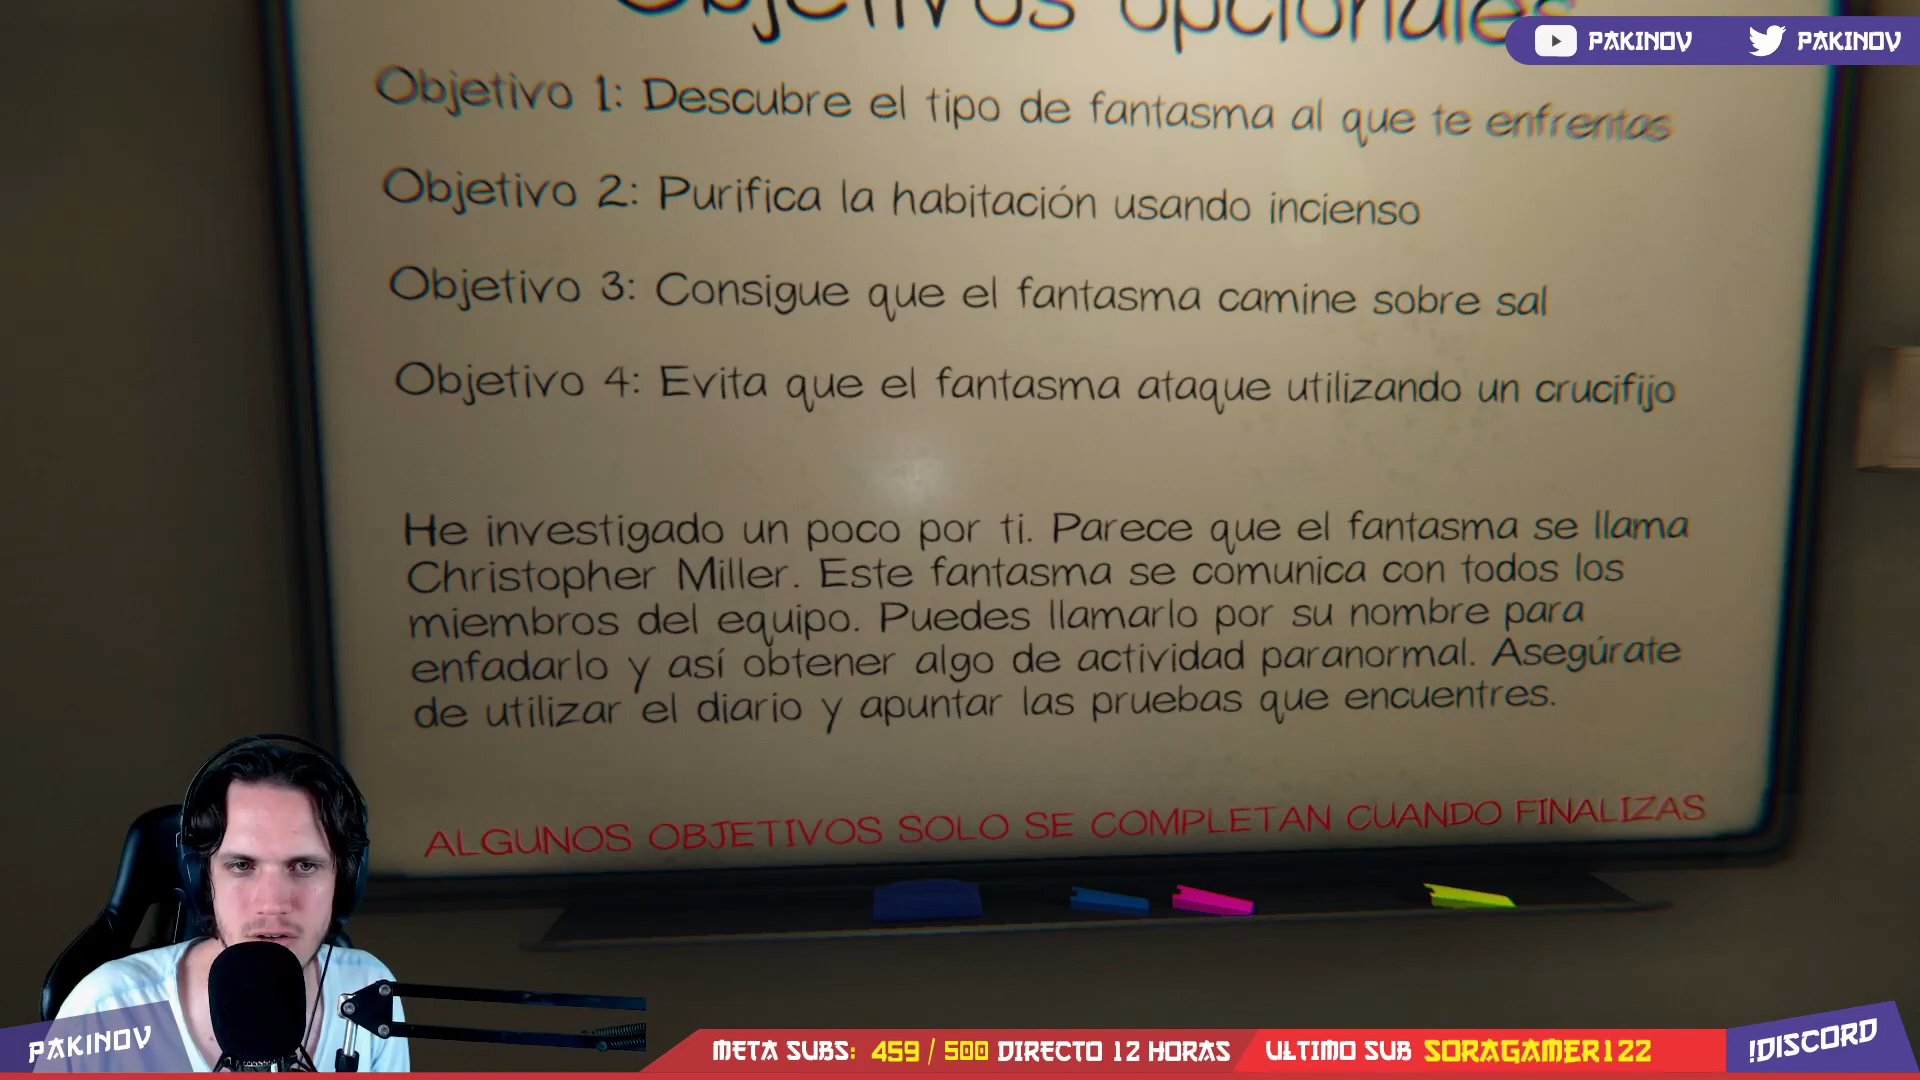 Objetivos opcionales
PAKINOV PAKINOV
Objetivo 1: Descubre el tipo de fantasma al que te enfrentas
Objetivo 2: Purifica la habitación usando incienso
Objetivo 3: Consigue que el fantasma camine sobre sal
Objetivo 4: Evita que el fantasma ataque utilizando un crucifijo
He investigado un poco por ti. Parece que el fantasma se llama
Christopher Miller. Este fantasma se comunica con todos los
miembros del equipo. Puedes llamarlo por su nombre para
enfadarlo y así obtener algo de actividad paranormal. Asegúrate
de utilizar el diario y apuntar las pruebas que encuentres.
ALGUNOS OBJETIVOS SOLO SE COMPLETAN CUANDO FINALIZAS
PAKINOV
META SUBS: 459 / 500 DIRECTO 12 HORAS ULTIMO SUB SORAGAMER122
!DISCORD